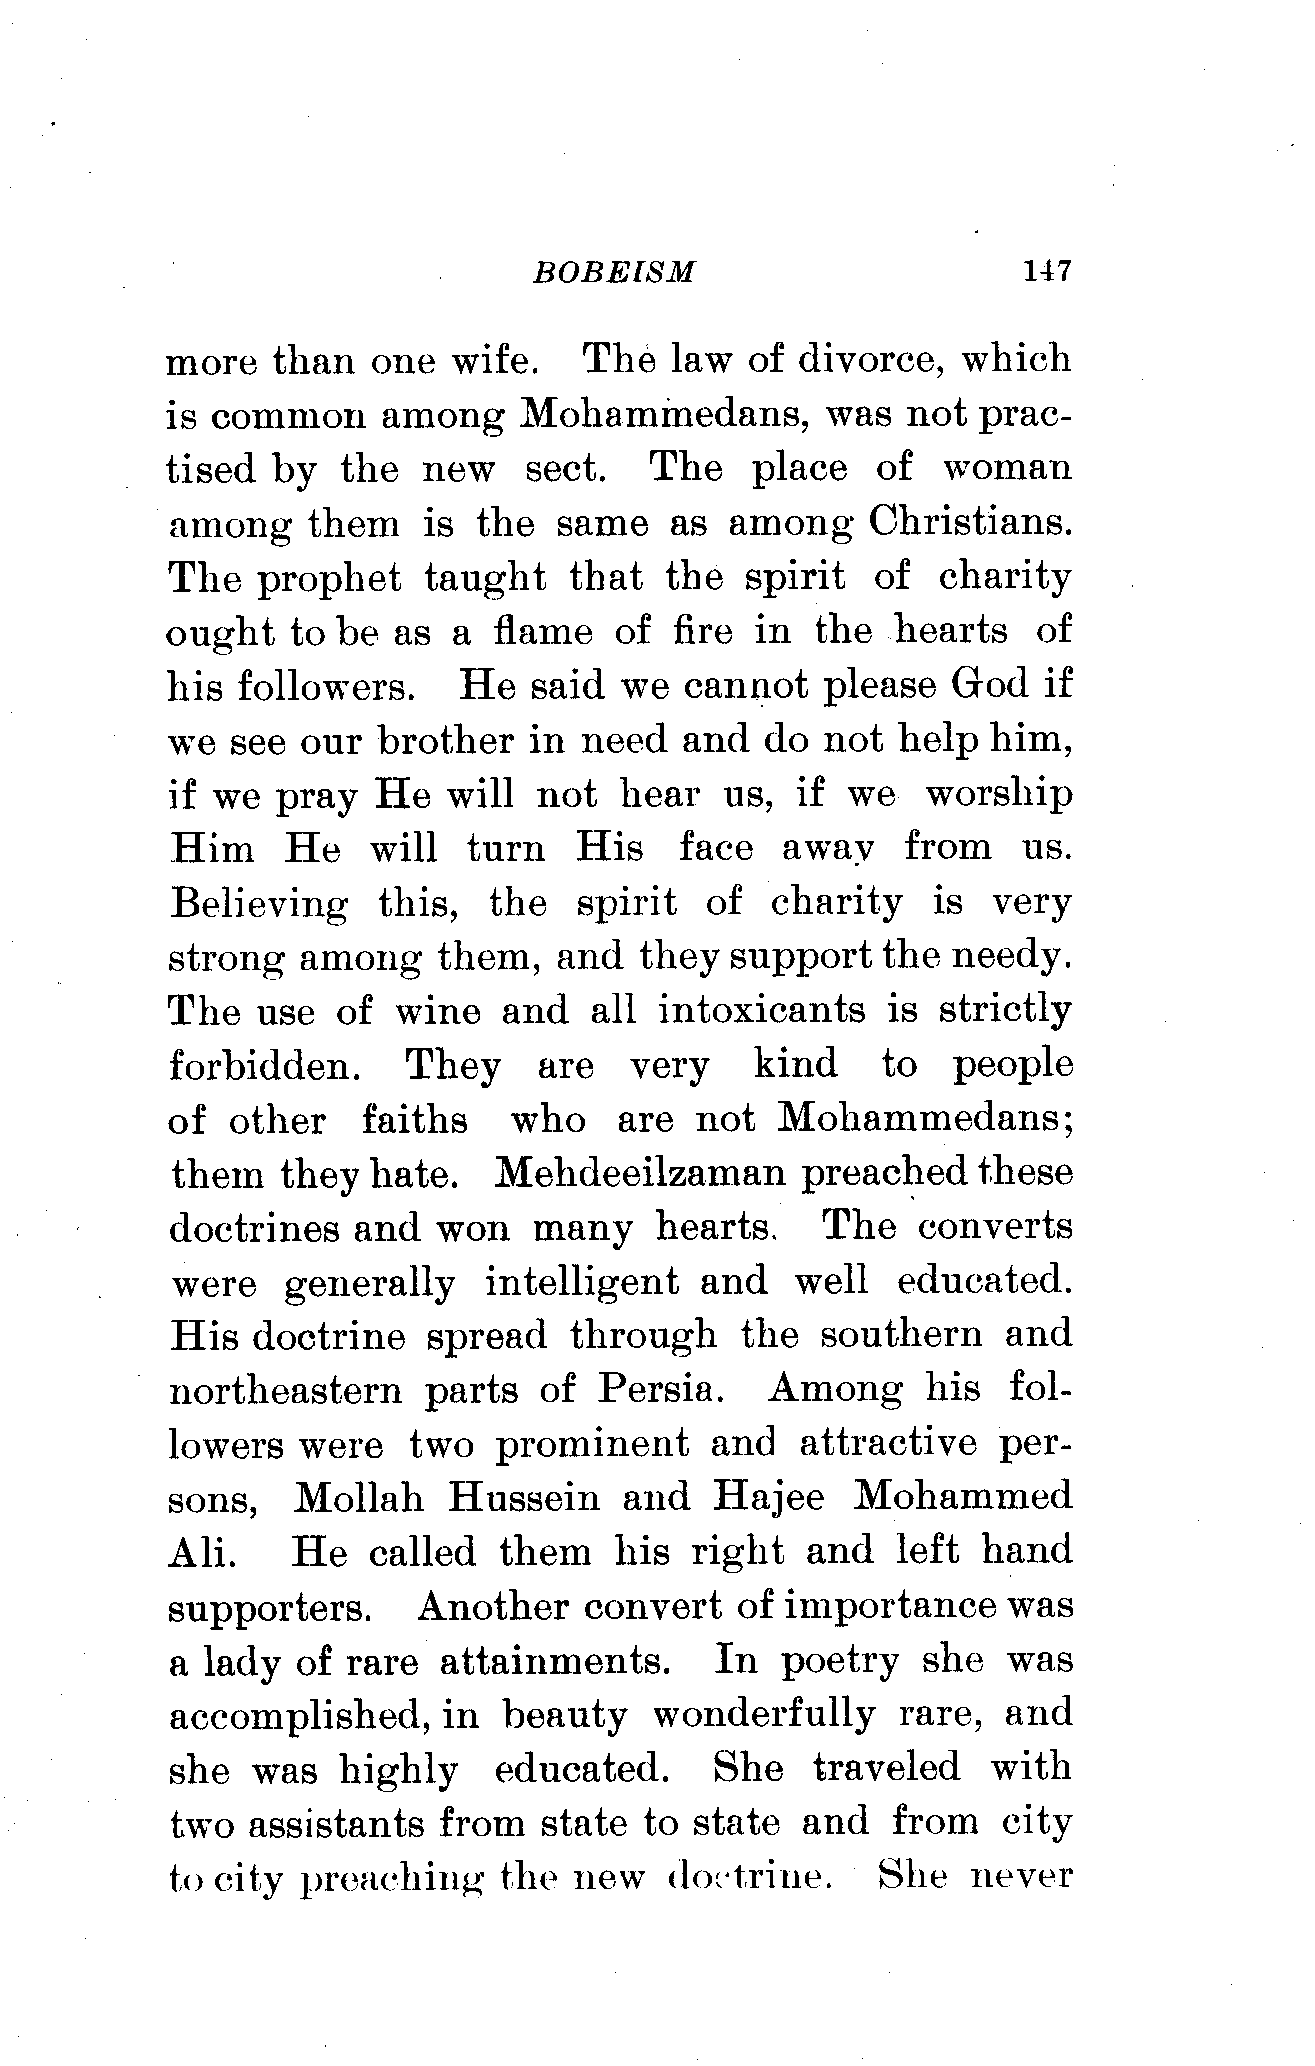 BOBEISM 147
more than one wife. The law of divorce, which
is common among Mohammedans, was not prac-
tised by the new sect. The place of woman
among them is the same as among Christians.
The prophet taught that the spirit of charity
ought to be as a flame of fire in the hearts of
his followers. He said we cannot please God if
we see our brother in need and do not help him,
if we pray He will not hear us, if we worship
Him He will turn His face away from us.
Believing this, the spirit of charity is very
strong among them, and they support the needy.
The use of wine and all intoxicants is strictly
forbidden. They are very kind to people
of other faiths who are not Mohammedans;
them they hate. Mehdeeilzaman preached these
doctrines and won many hearts. The converts
were generally intelligent and well educated.
His doctrine spread through the southern and
northeastern parts of Persia. Among his fol-
lowers were two prominent and attractive per-
sons, Mollah Hussein and Hajee Mohammed
Ali. He called them his right and left hand
supporters. Another convert of importance was
a lady of rare attainments. In poetry she was
accomplished, in beauty wonderfully rare, and
she was highly educated. She traveled with
two assistants from state to state and from city
to city preaching the new doctrine. She never